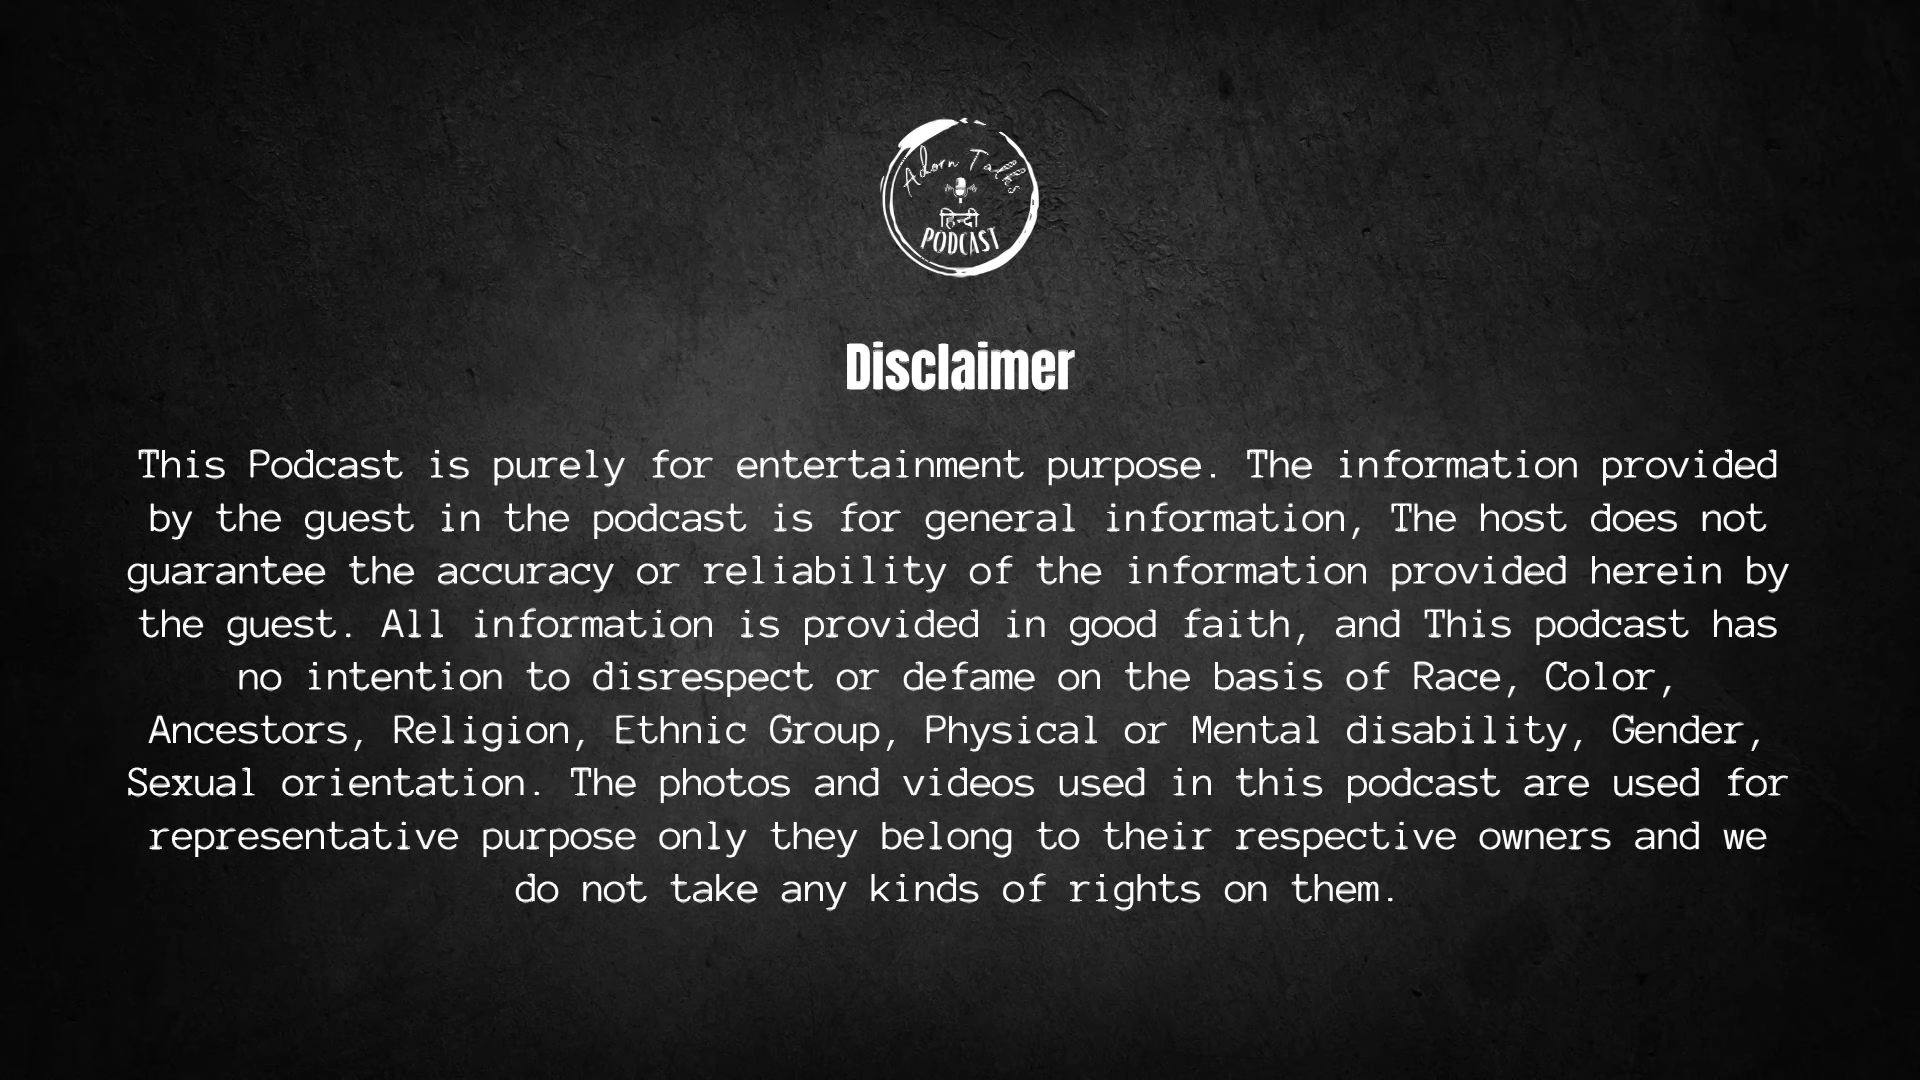 Adorn Talks
हिन्दी
PODCAST
Disclaimer
This Podcast is purely for entertainment purpose. The information provided
by the guest in the podcast is for general information, The host does not
guarantee the accuracy or reliability of the information provided herein by
the guest. All information is provided in good faith, and This podcast has
no intention to disrespect or defame on the basis of Race, Color,
Ancestors, Religion, Ethnic Group, Physical or Mental disability, Gender,
Sexual orientation. The photos and videos used in this podcast are used for
representative purpose only they belong to their respective owners and we
do not take any kinds of rights on them.